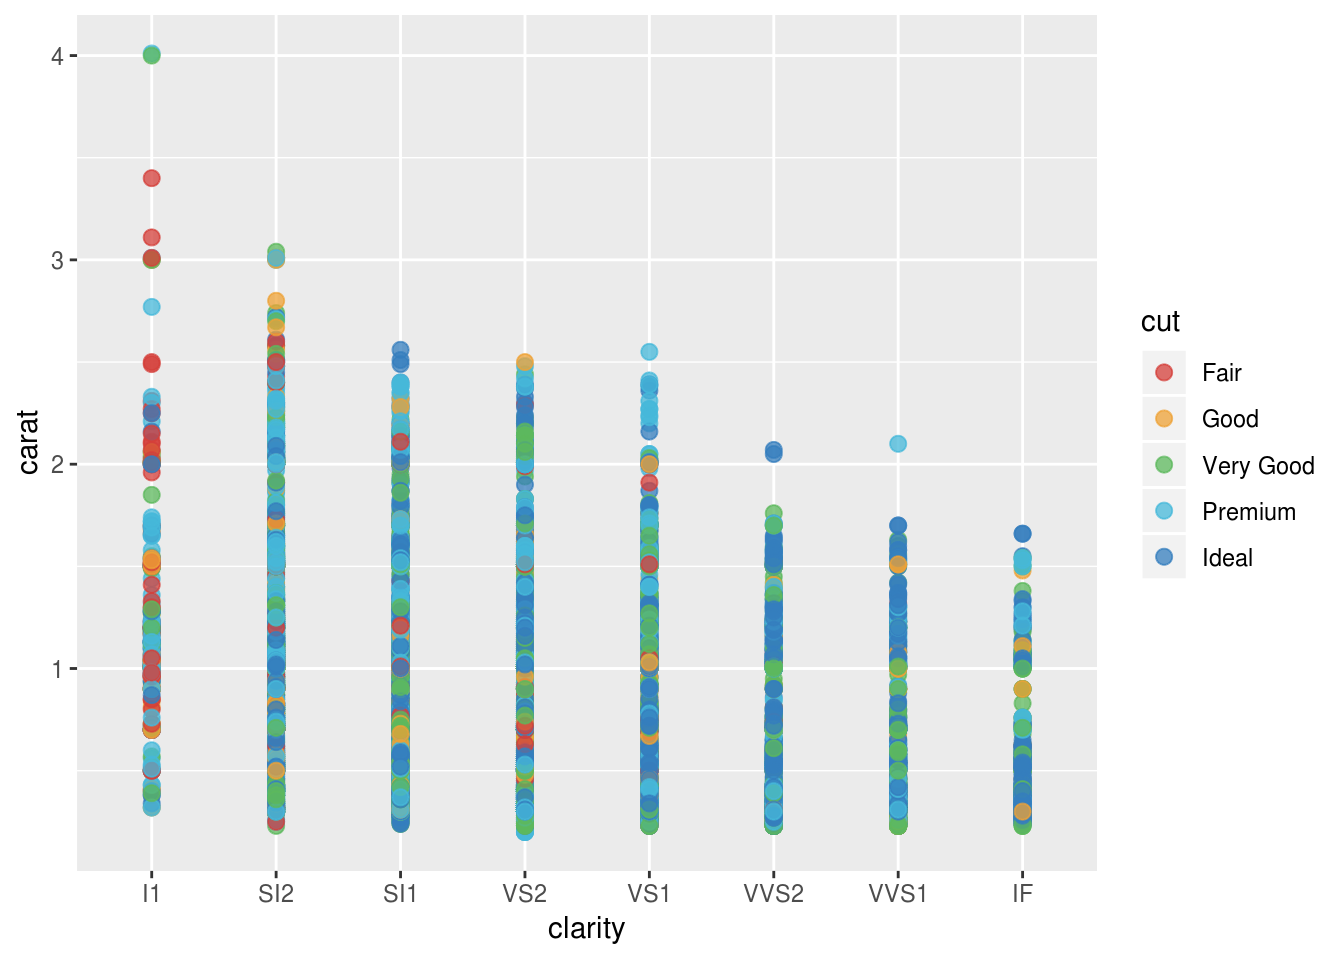 4
3
2
1
carat
I1 SI2 SI1 VS2 VS1 VVS2 VVS1 IF
clarity
cut
Fair
Good
Very Good
Premium
Ideal